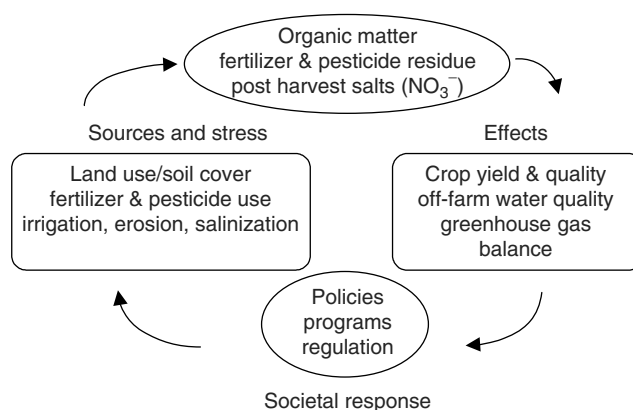 Organic matter
fertilizer & pesticide residue
post harvest salts (NO₃⁻)
Sources and stress
Effects
Land use/soil cover
fertilizer & pesticide use
irrigation, erosion, salinization
Crop yield & quality
off-farm water quality
greenhouse gas
balance
Policies
programs
regulation
Societal response